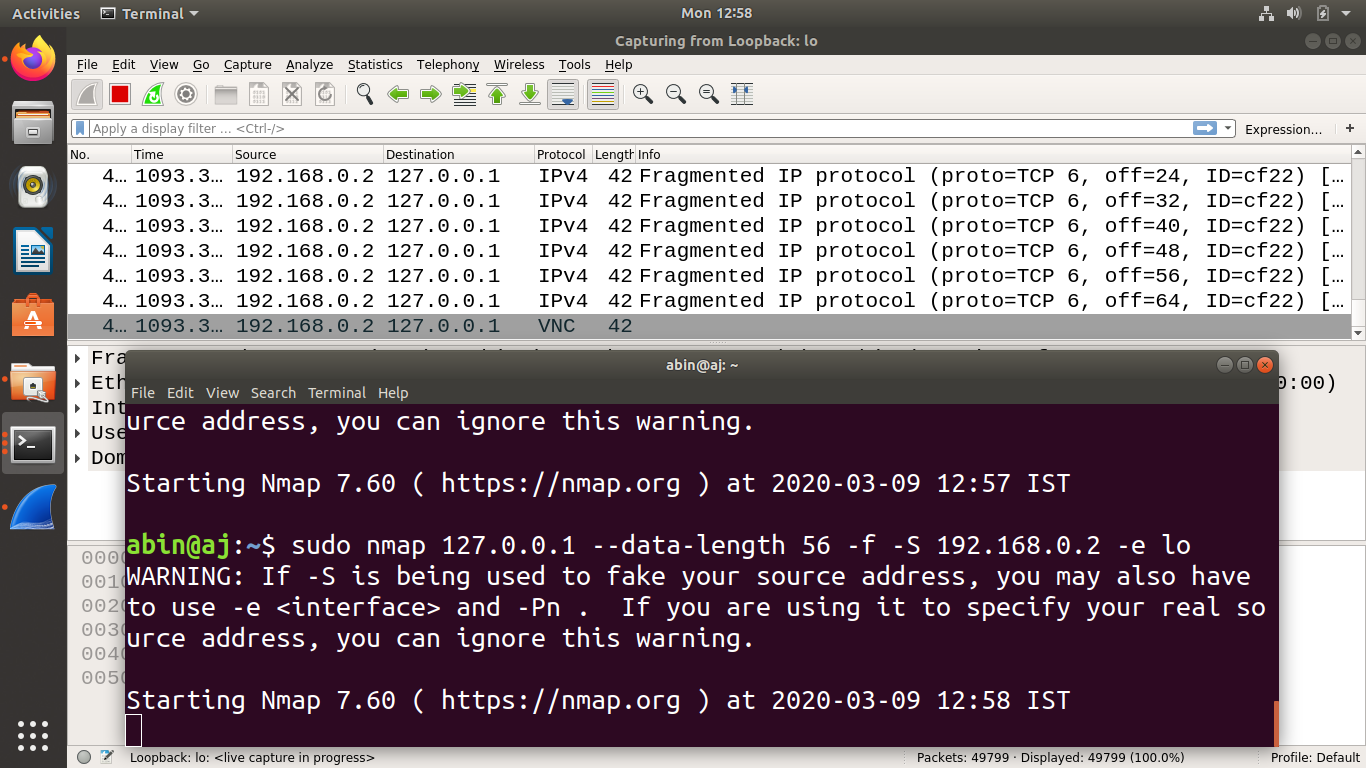 Activities Terminal Mon 12:58
Capturing from Loopback: lo
File Edit View Go Capture Analyze Statistics Telephony Wireless Tools Help
Apply a display filter ... <Ctrl-/> Expression... +
No. Time Source Destination Protocol Length Info
4... 1093.3... 192.168.0.2 127.0.0.1 IPv4 42 Fragmented IP protocol (proto=TCP 6, off=24, ID=cf22) [...
4... 1093.3... 192.168.0.2 127.0.0.1 IPv4 42 Fragmented IP protocol (proto=TCP 6, off=32, ID=cf22) [...
4... 1093.3... 192.168.0.2 127.0.0.1 IPv4 42 Fragmented IP protocol (proto=TCP 6, off=40, ID=cf22) [...
4... 1093.3... 192.168.0.2 127.0.0.1 IPv4 42 Fragmented IP protocol (proto=TCP 6, off=48, ID=cf22) [...
4... 1093.3... 192.168.0.2 127.0.0.1 IPv4 42 Fragmented IP protocol (proto=TCP 6, off=56, ID=cf22) [...
4... 1093.3... 192.168.0.2 127.0.0.1 IPv4 42 Fragmented IP protocol (proto=TCP 6, off=64, ID=cf22) [...
4... 1093.3... 192.168.0.2 127.0.0.1 VNC 42
Fra
Eth 0:00)
Int
Use
Dom
abin@aj: ~
File Edit View Search Terminal Help
urce address, you can ignore this warning.
Starting Nmap 7.60 ( https://nmap.org ) at 2020-03-09 12:57 IST
abin@aj:~$ sudo nmap 127.0.0.1 --data-length 56 -f -S 192.168.0.2 -e lo
WARNING: If -S is being used to fake your source address, you may also have
to use -e <interface> and -Pn .  If you are using it to specify your real so
urce address, you can ignore this warning.
Starting Nmap 7.60 ( https://nmap.org ) at 2020-03-09 12:58 IST
0000
0010
0020
0030
0040
0050
Loopback: lo: <live capture in progress> Packets: 49799 · Displayed: 49799 (100.0%) Profile: Default